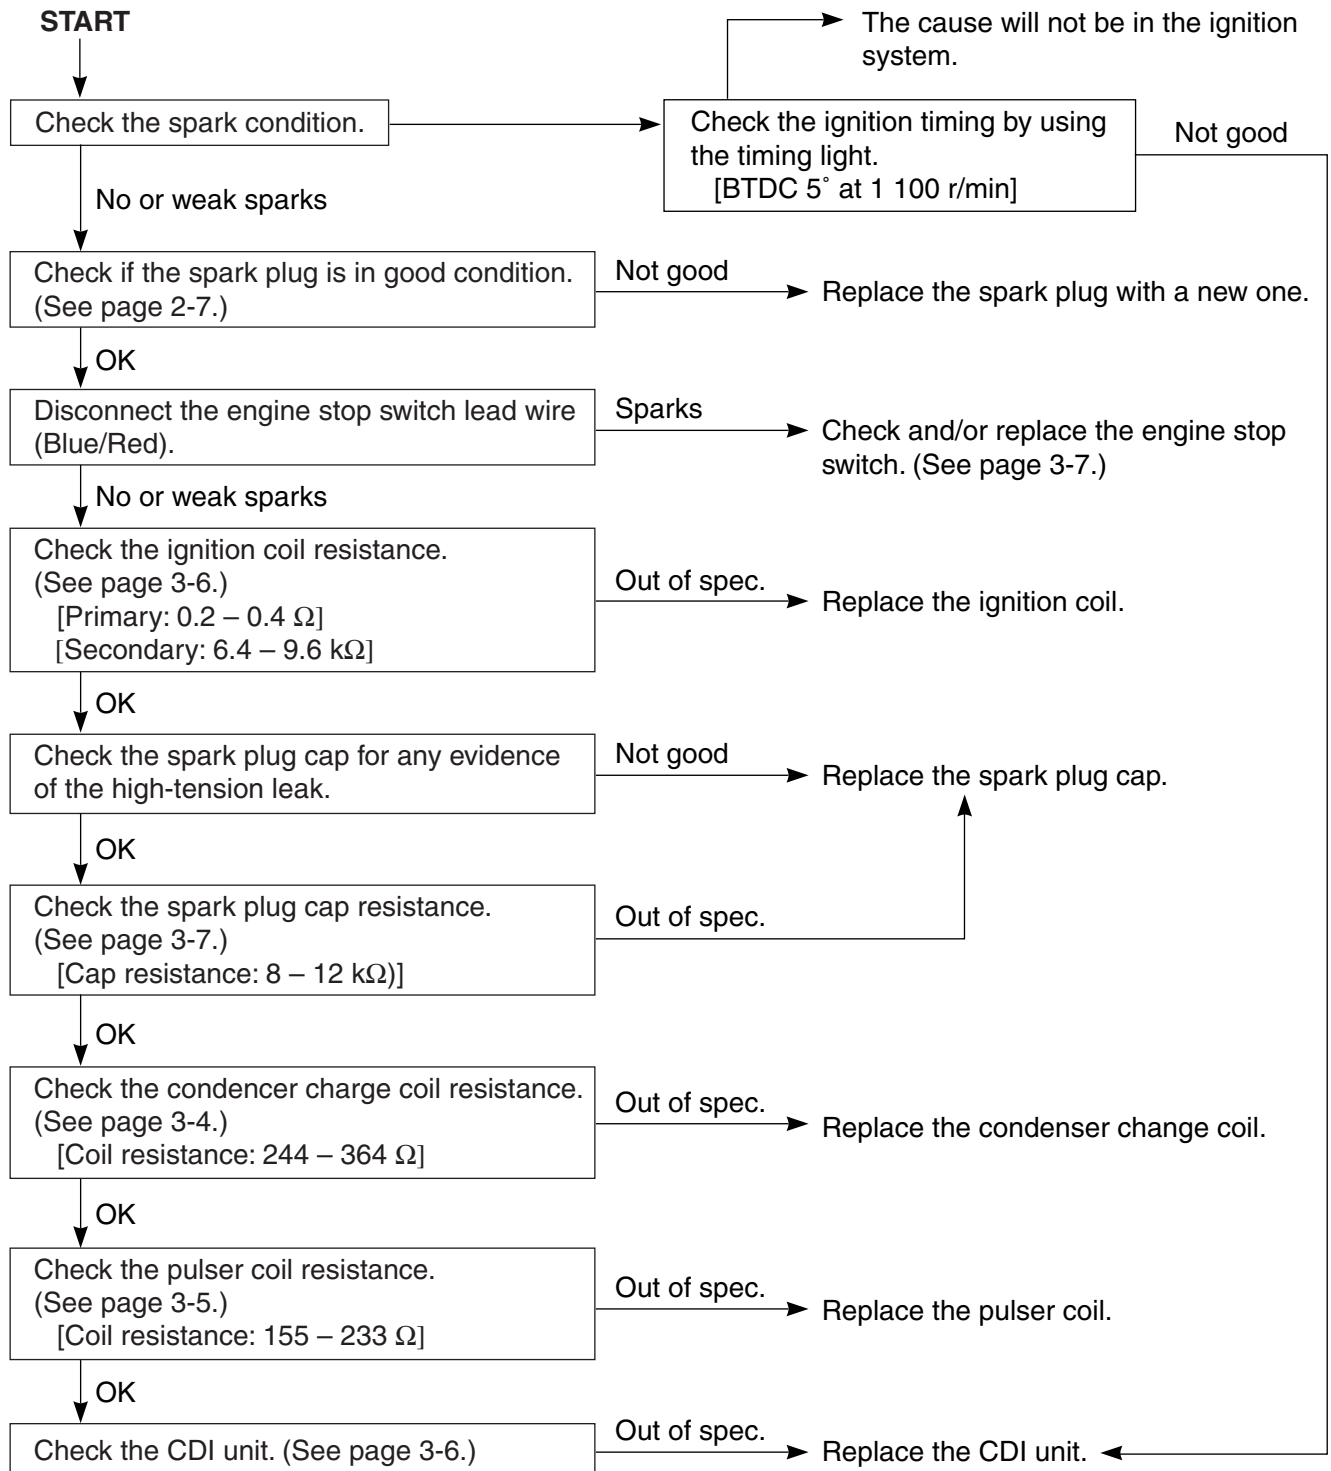 START
The cause will not be in the ignition
system.
Check the spark condition.
Check the ignition timing by using
the timing light.
[BTDC 5˚ at 1 100 r/min]
Not good
No or weak sparks
Check if the spark plug is in good condition.
(See page 2-7.)
Not good
Replace the spark plug with a new one.
OK
Disconnect the engine stop switch lead wire
(Blue/Red).
Sparks
Check and/or replace the engine stop
switch. (See page 3-7.)
No or weak sparks
Check the ignition coil resistance.
(See page 3-6.)
[Primary: 0.2 – 0.4 Ω]
[Secondary: 6.4 – 9.6 kΩ]
Out of spec.
Replace the ignition coil.
OK
Check the spark plug cap for any evidence
of the high-tension leak.
Not good
Replace the spark plug cap.
OK
Check the spark plug cap resistance.
(See page 3-7.)
[Cap resistance: 8 – 12 kΩ)]
Out of spec.
OK
Check the condencer charge coil resistance.
(See page 3-4.)
[Coil resistance: 244 – 364 Ω]
Out of spec.
Replace the condenser change coil.
OK
Check the pulser coil resistance.
(See page 3-5.)
[Coil resistance: 155 – 233 Ω]
Out of spec.
Replace the pulser coil.
OK
Check the CDI unit. (See page 3-6.)
Out of spec.
Replace the CDI unit.